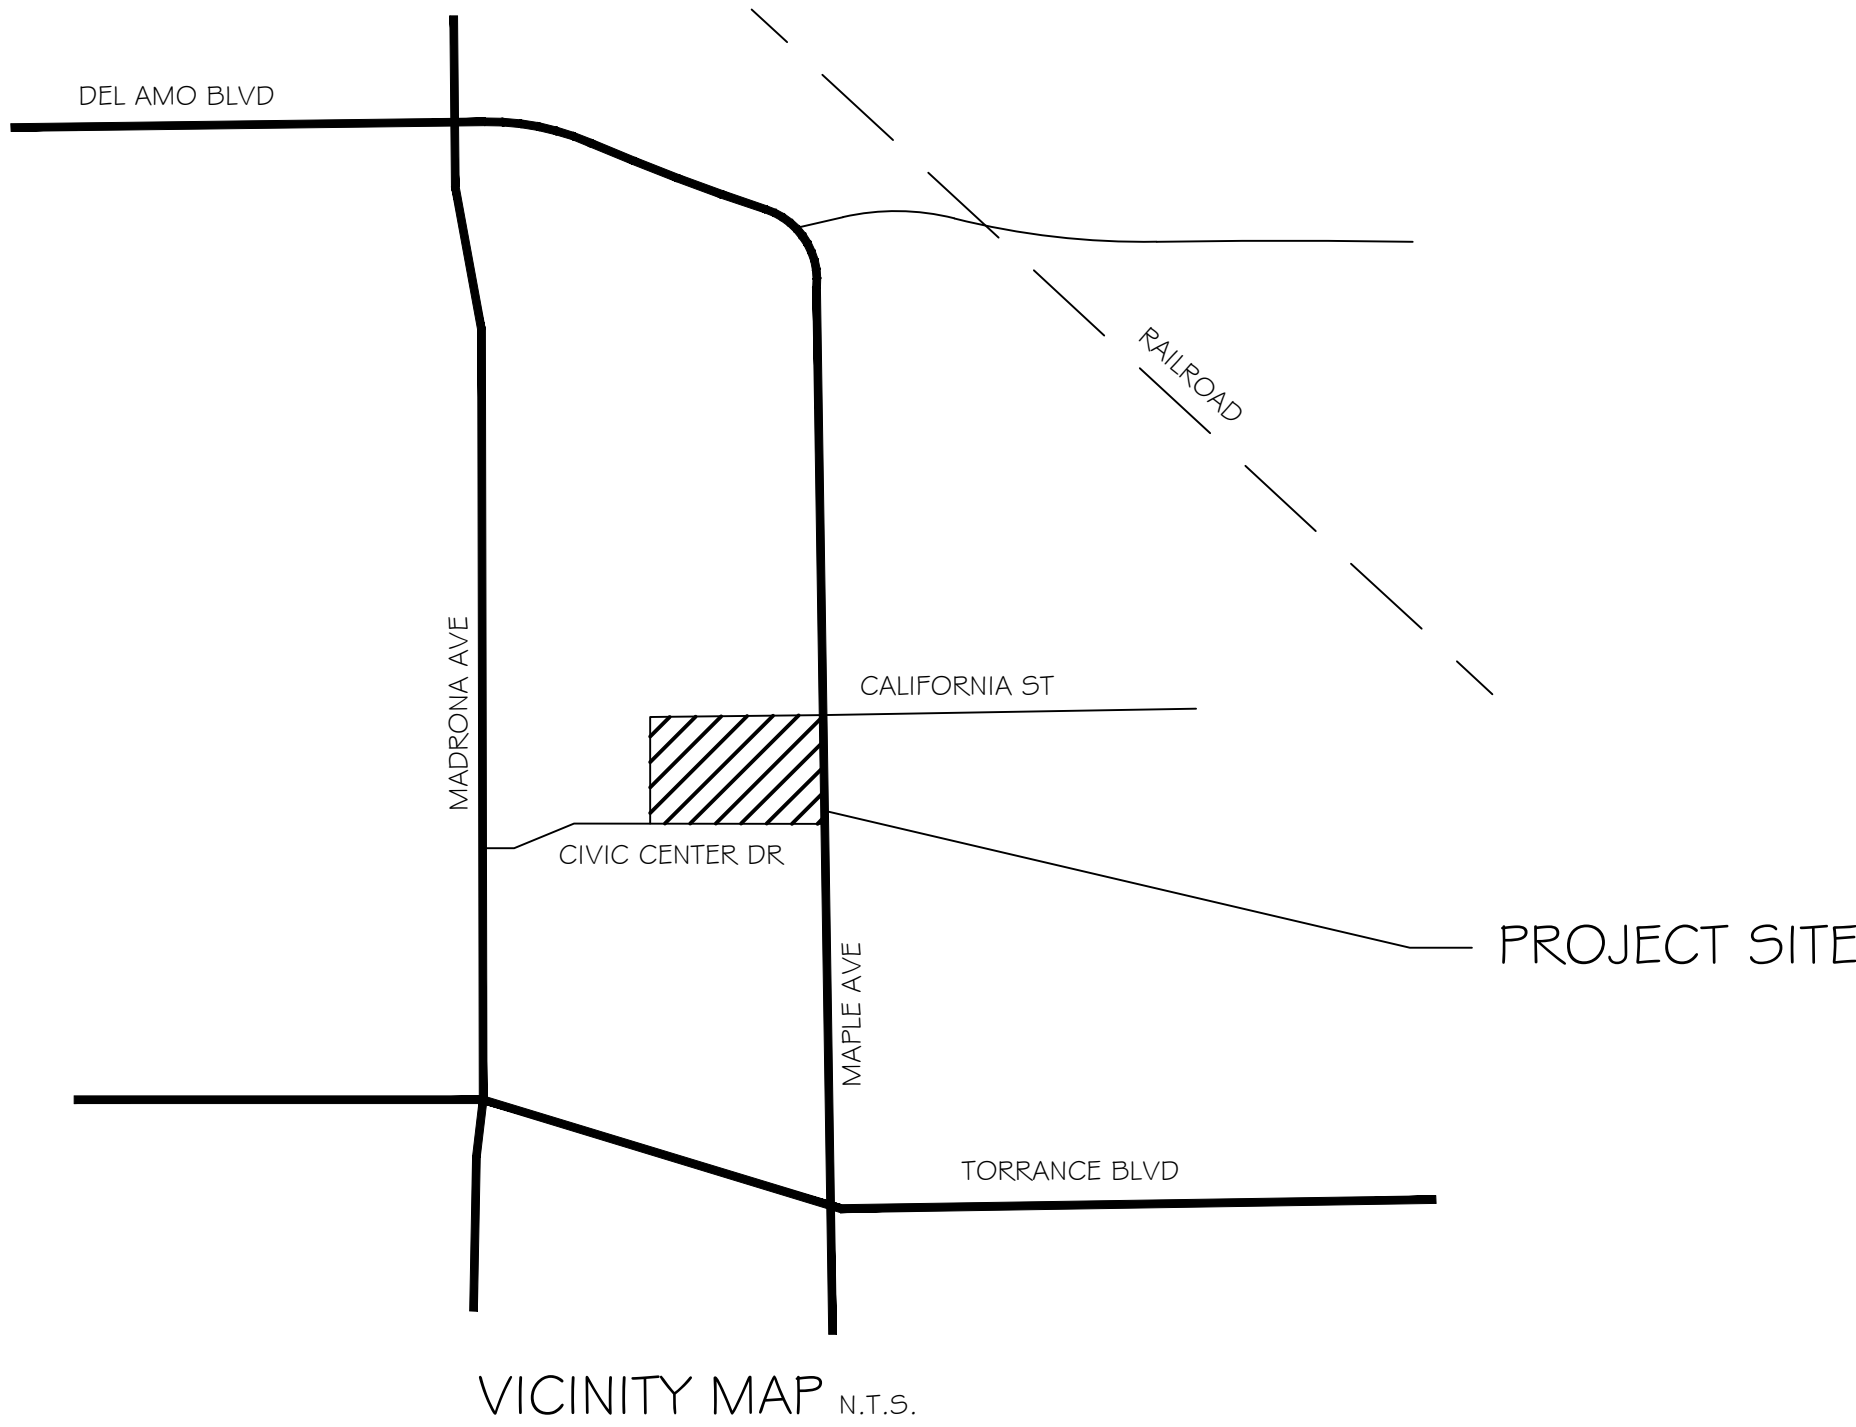 DEL AMO BLVD
RAILROAD
MADRONA AVE
CALIFORNIA ST
CIVIC CENTER DR
PROJECT SITE
MAPLE AVE
TORRANCE BLVD
VICINITY MAP N.T.S.